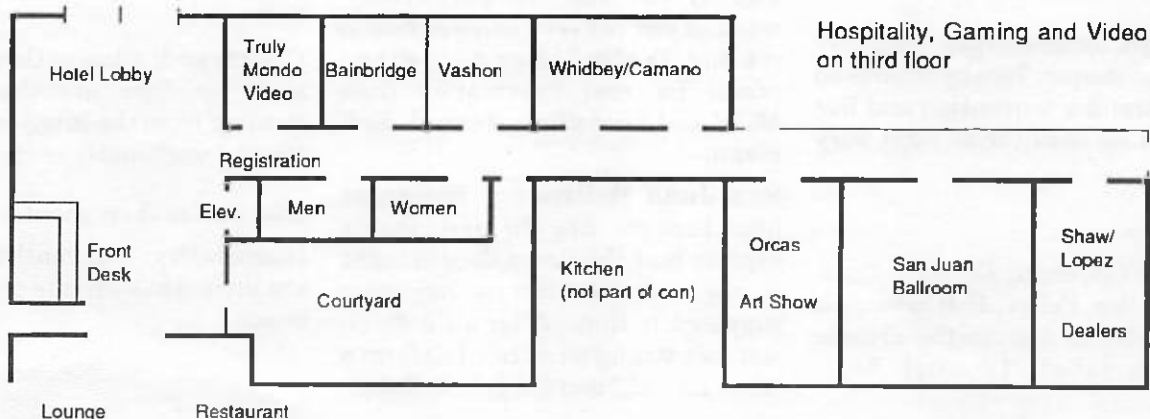 Hospitality, Gaming and Video
on third floor
Hotel Lobby
Truly
Mondo
Video
Bainbridge
Vashon
Whidbey/Camano
Registration
Elev.
Men
Women
Front
Desk
Courtyard
Kitchen
(not part of con)
Orcas
Art Show
San Juan
Ballroom
Shaw/
Lopez
Dealers
Lounge
Restaurant